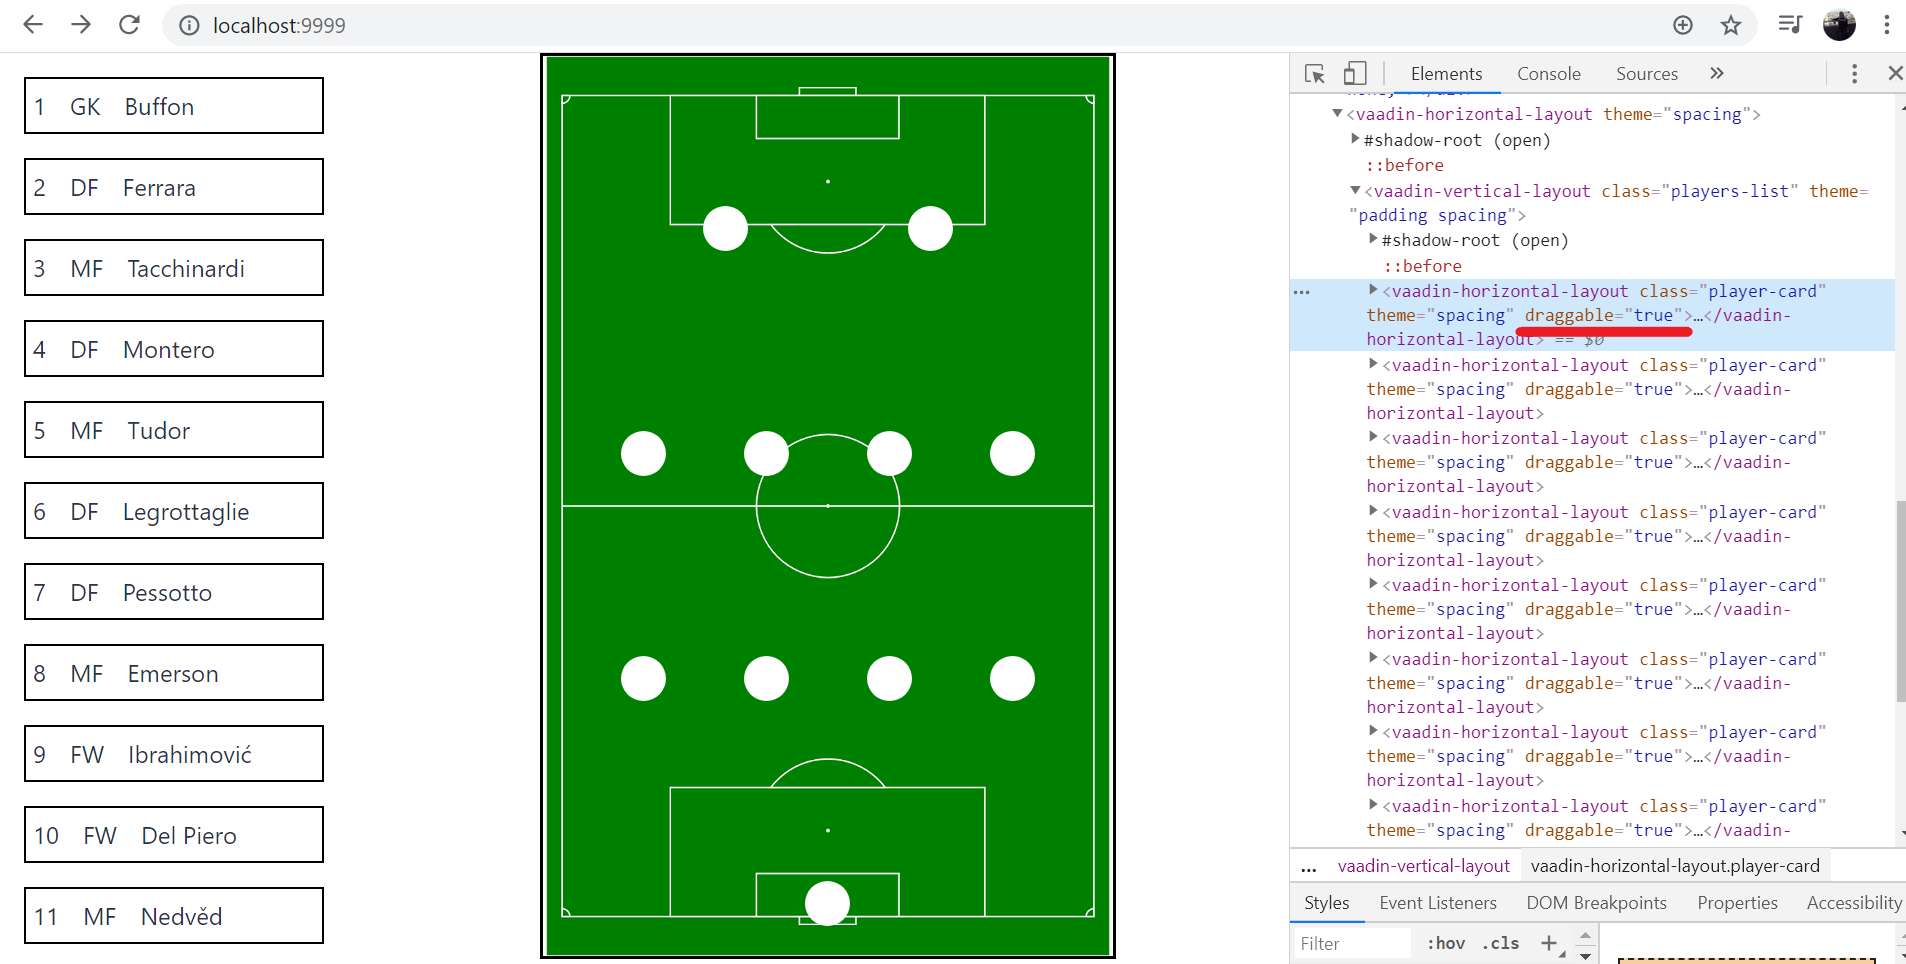 localhost:9999
1 GK Buffon
2 DF Ferrara
3 MF Tacchinardi
4 DF Montero
5 MF Tudor
6 DF Legrottaglie
7 DF Pessotto
8 MF Emerson
9 FW Ibrahimović
10 FW Del Piero
11 MF Nedvěd
Elements Console Sources »
<vaadin-horizontal-layout theme="spacing">
#shadow-root (open)
::before
<vaadin-vertical-layout class="players-list" theme=
"padding spacing">
#shadow-root (open)
::before
<vaadin-horizontal-layout class="player-card"
theme="spacing" draggable="true">…</vaadin-
horizontal-layout> == $0
<vaadin-horizontal-layout class="player-card"
theme="spacing" draggable="true">…</vaadin-
horizontal-layout>
<vaadin-horizontal-layout class="player-card"
theme="spacing" draggable="true">…</vaadin-
horizontal-layout>
<vaadin-horizontal-layout class="player-card"
theme="spacing" draggable="true">…</vaadin-
horizontal-layout>
<vaadin-horizontal-layout class="player-card"
theme="spacing" draggable="true">…</vaadin-
horizontal-layout>
<vaadin-horizontal-layout class="player-card"
theme="spacing" draggable="true">…</vaadin-
horizontal-layout>
<vaadin-horizontal-layout class="player-card"
theme="spacing" draggable="true">…</vaadin-
horizontal-layout>
<vaadin-horizontal-layout class="player-card"
theme="spacing" draggable="true">…</vaadin-
... vaadin-vertical-layout vaadin-horizontal-layout.player-card
Styles Event Listeners DOM Breakpoints Properties Accessibility
Filter :hov .cls +